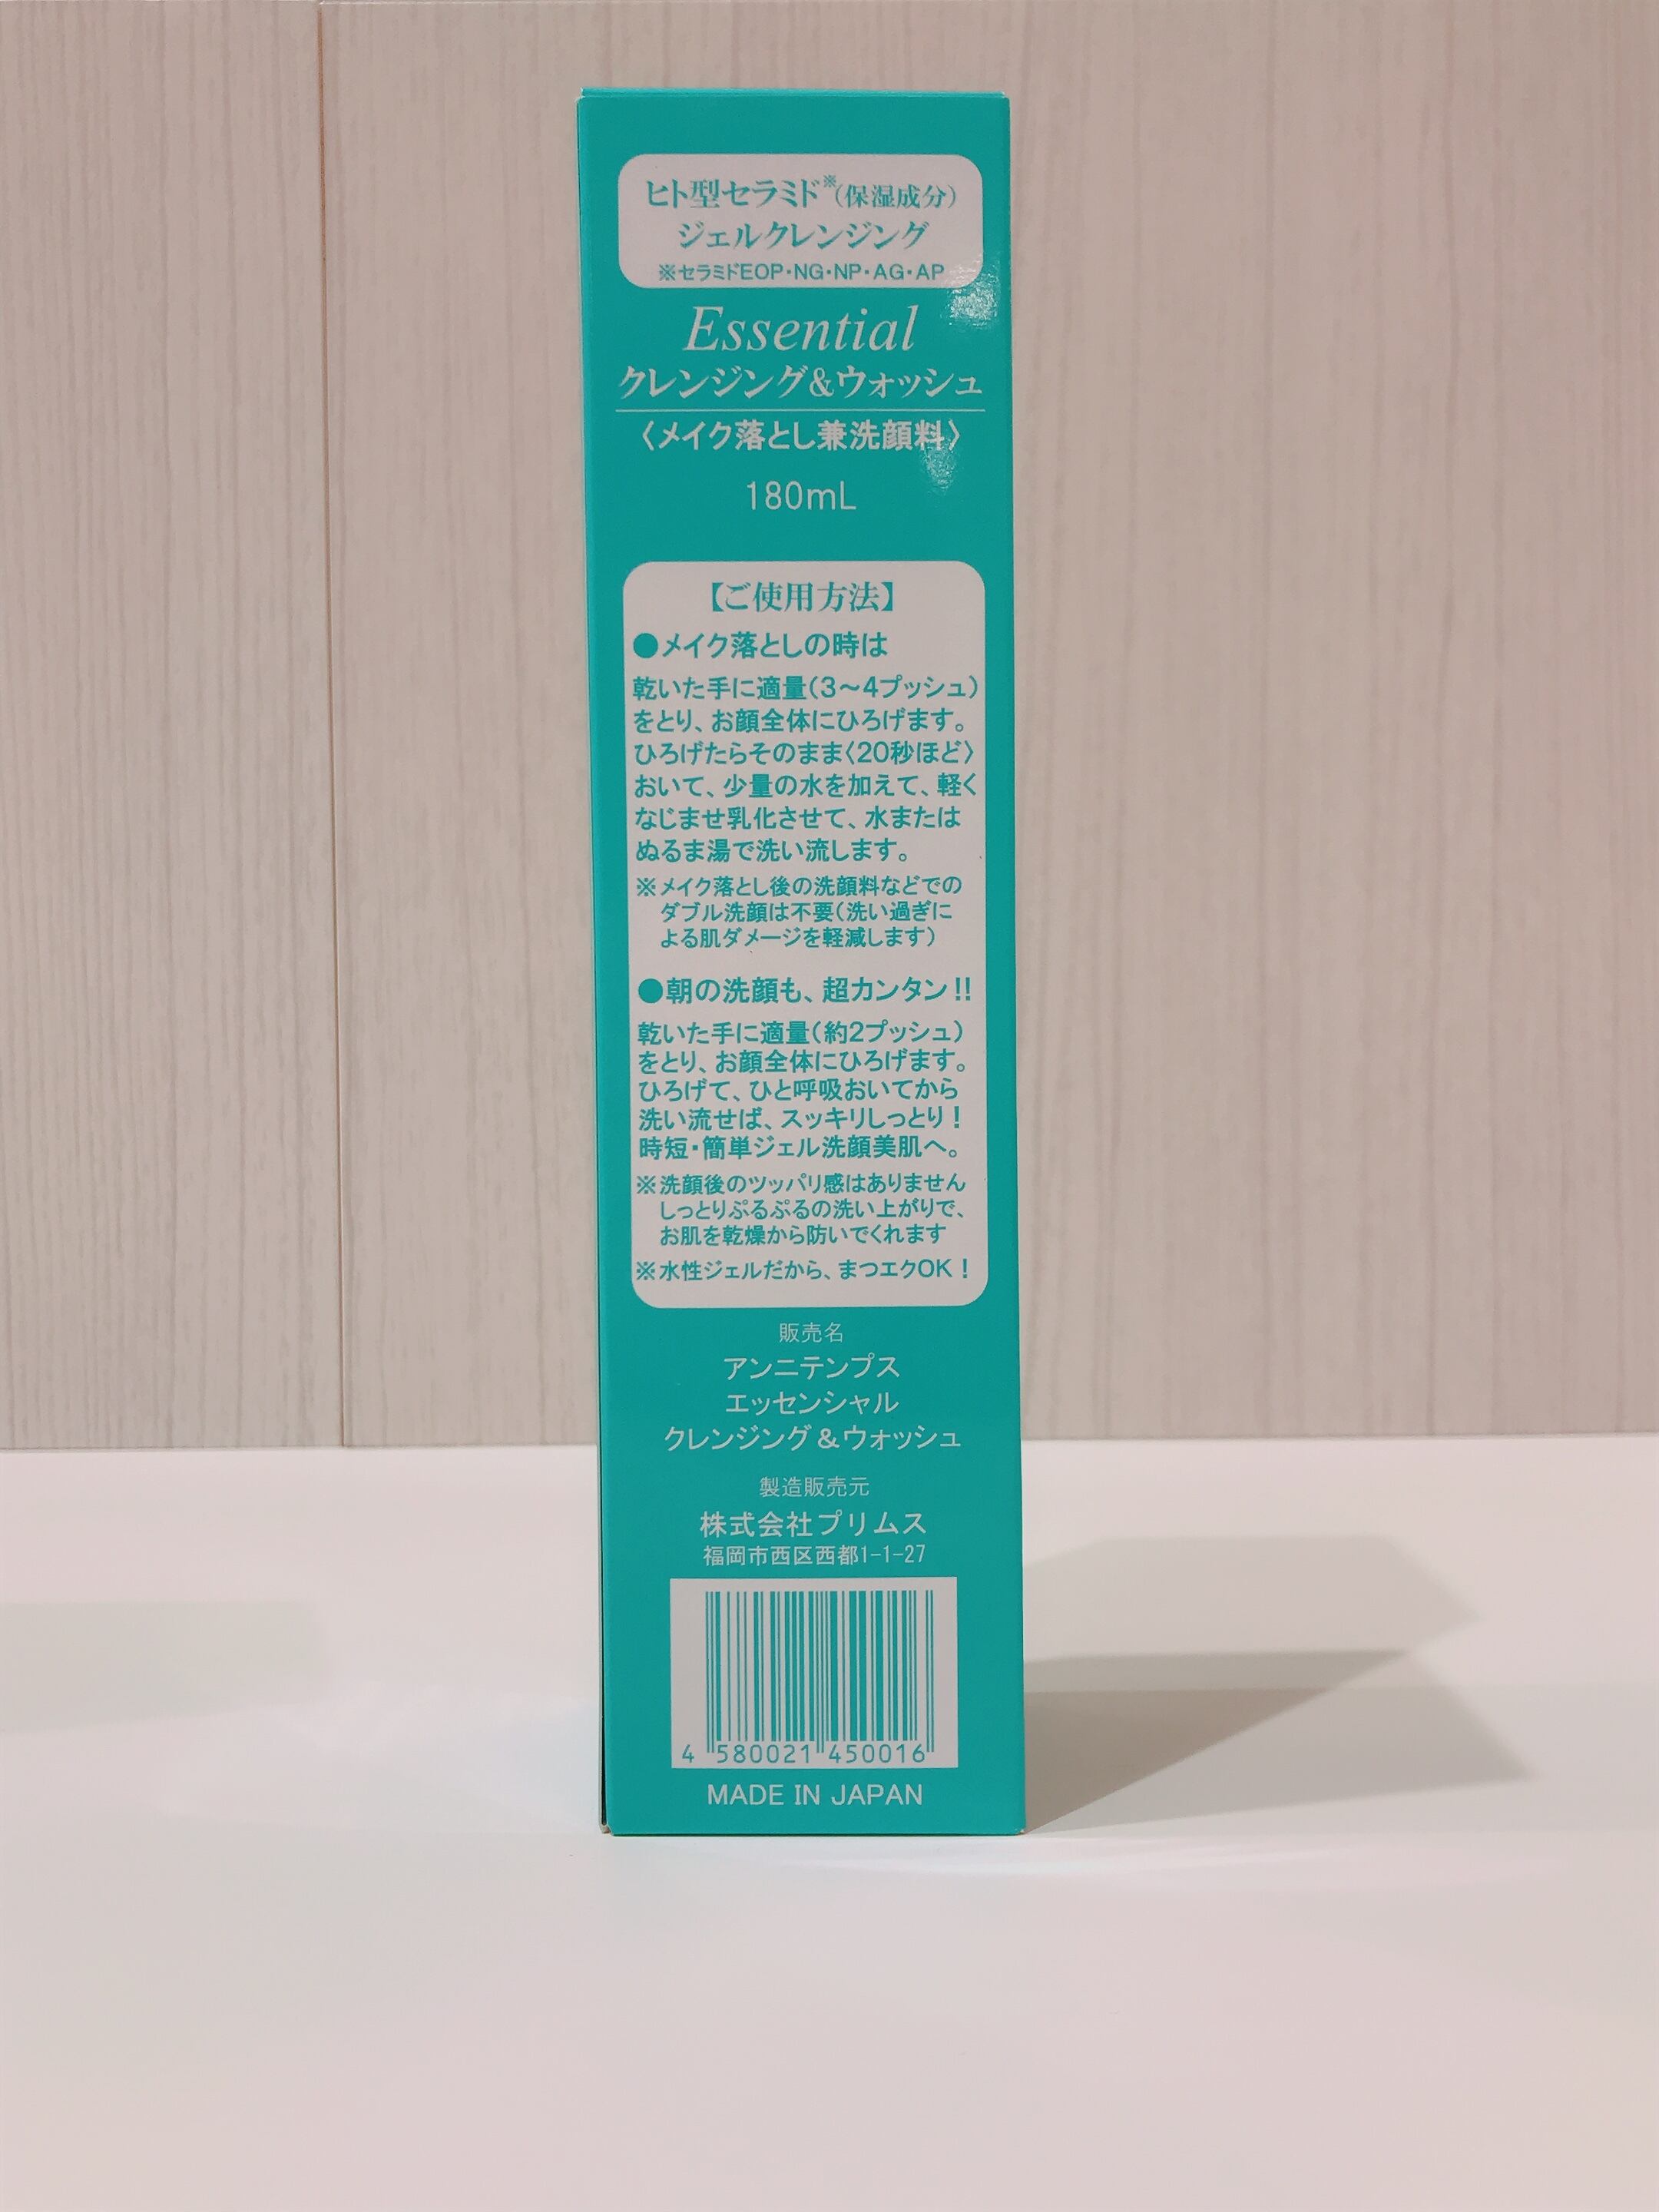 ヒト型セラミド※(保湿成分)
ジェルクレンジング
※セラミドEOP・NG・NP・AG・AP
Essential
クレンジング&ウォッシュ
〈メイク落とし兼洗顔料〉
180mL
【ご使用方法】
●メイク落としの時は
乾いた手に適量(3～4プッシュ)
をとり、お顔全体にひろげます。
ひろげたらそのまま〈20秒ほど〉
おいて、少量の水を加えて、軽く
なじませ乳化させて、水または
ぬるま湯で洗い流します。
※メイク落とし後の洗顔料などでの
ダブル洗顔は不要(洗い過ぎに
よる肌ダメージを軽減します)
●朝の洗顔も、超カンタン!!
乾いた手に適量(約2プッシュ)
をとり、お顔全体にひろげます。
ひろげて、ひと呼吸おいてから
洗い流せば、スッキリしっとり!
時短・簡単ジェル洗顔美肌へ。
※洗顔後のツッパリ感はありません
しっとりぷるぷるの洗い上がりで、
お肌を乾燥から防いでくれます
※水性ジェルだから、まつエクOK!
販売名
アンニテンプス
エッセンシャル
クレンジング&ウォッシュ
製造販売元
株式会社プリムス
福岡市西区西都1-1-27
4 580021 450016
MADE IN JAPAN